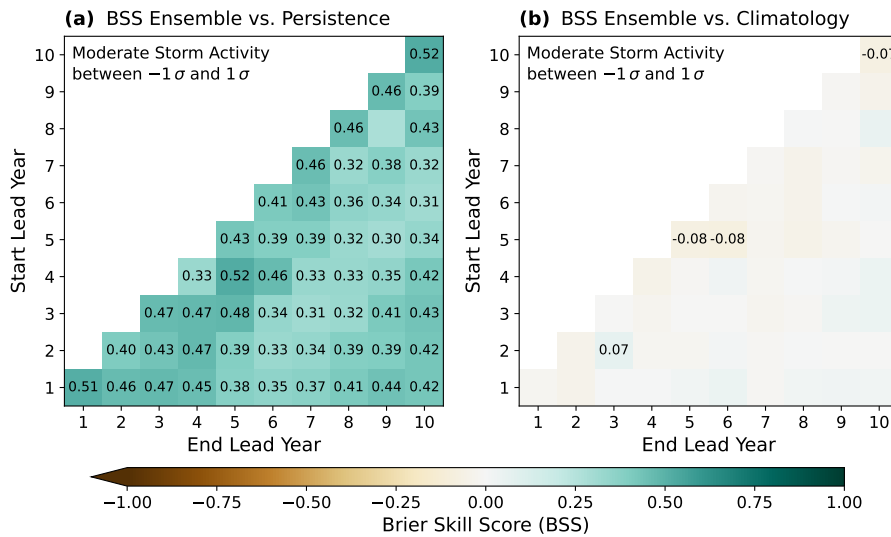 (a) BSS Ensemble vs. Persistence
Moderate Storm Activity
between −1 σ and 1 σ
Start Lead Year
10 0.52
9 0.46 0.39
8 0.46 0.43
7 0.46 0.32 0.38 0.32
6 0.41 0.43 0.36 0.34 0.31
5 0.43 0.39 0.39 0.32 0.30 0.34
4 0.33 0.52 0.46 0.33 0.33 0.35 0.42
3 0.47 0.47 0.48 0.34 0.31 0.32 0.41 0.43
2 0.40 0.43 0.47 0.39 0.33 0.34 0.39 0.39 0.42
1 0.51 0.46 0.47 0.45 0.38 0.35 0.37 0.41 0.44 0.42
1 2 3 4 5 6 7 8 9 10
End Lead Year
(b) BSS Ensemble vs. Climatology
Moderate Storm Activity
between −1 σ and 1 σ
Start Lead Year
10 -0.07
9
8
7
6
5 -0.08 -0.08
4
3
2 0.07
1
1 2 3 4 5 6 7 8 9 10
End Lead Year
−1.00 −0.75 −0.50 −0.25 0.00 0.25 0.50 0.75 1.00
Brier Skill Score (BSS)